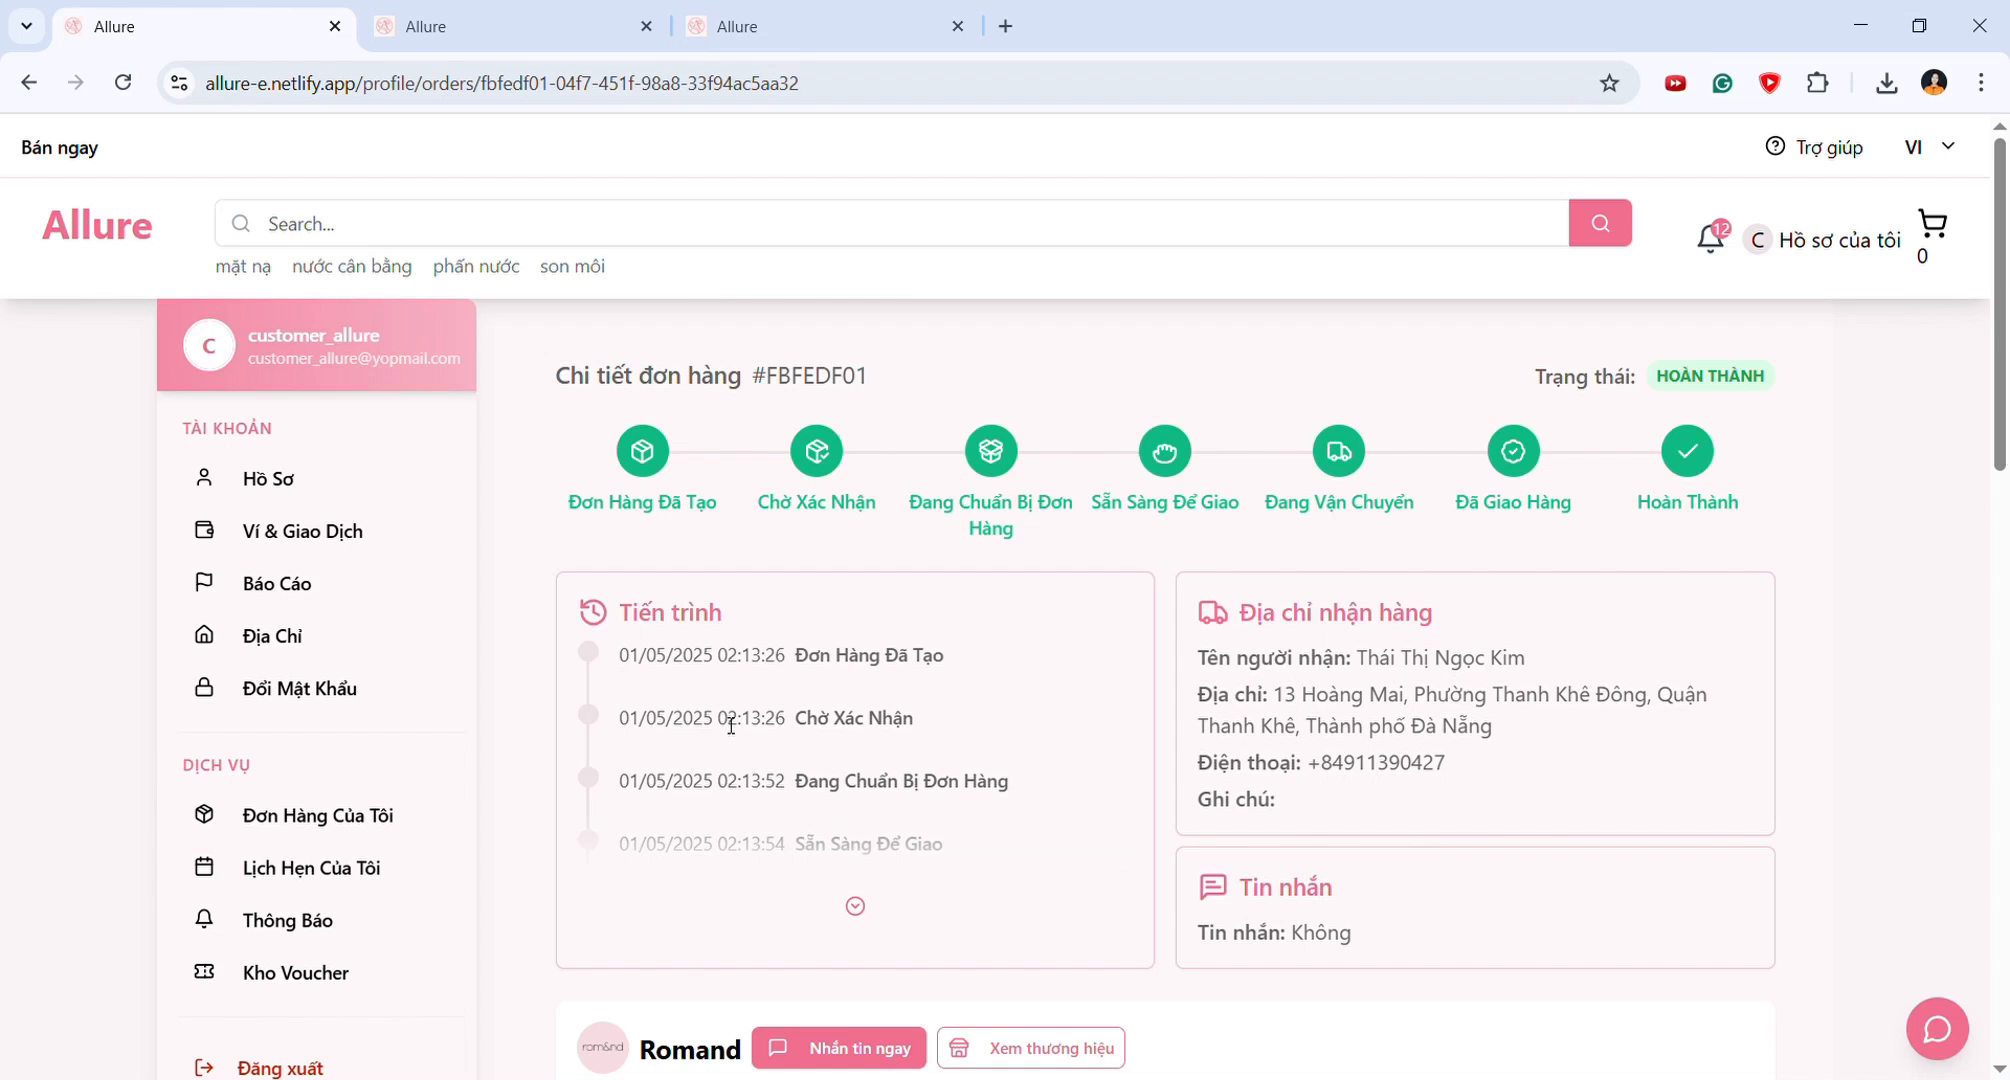 Allure
Allure
Allure
allure-e.netlify.app/profile/orders/fbfedf01-04f7-451f-98a8-33f94ac5aa32
Bán ngay
Trợ giúp
VI
Allure
Search...
mặt nạ nước cân bằng phấn nước son môi
12
C Hồ sơ của tôi
0
C
customer_allure
customer_allure@yopmail.com
TÀI KHOẢN
Hồ Sơ
Ví & Giao Dịch
Báo Cáo
Địa Chỉ
Đổi Mật Khẩu
DỊCH VỤ
Đơn Hàng Của Tôi
Lịch Hẹn Của Tôi
Thông Báo
Kho Voucher
Đăng xuất
Chi tiết đơn hàng #FBFEDF01
Trạng thái: HOÀN THÀNH
Đơn Hàng Đã Tạo
Chờ Xác Nhận
Đang Chuẩn Bị Đơn
Hàng
Sẵn Sàng Để Giao
Đang Vận Chuyển
Đã Giao Hàng
Hoàn Thành
Tiến trình
01/05/2025 02:13:26 Đơn Hàng Đã Tạo
01/05/2025 02:13:26 Chờ Xác Nhận
01/05/2025 02:13:52 Đang Chuẩn Bị Đơn Hàng
01/05/2025 02:13:54 Sẵn Sàng Để Giao
Địa chỉ nhận hàng
Tên người nhận: Thái Thị Ngọc Kim
Địa chỉ: 13 Hoàng Mai, Phường Thanh Khê Đông, Quận
Thanh Khê, Thành phố Đà Nẵng
Điện thoại: +84911390427
Ghi chú:
Tin nhắn
Tin nhắn: Không
rom&nd
Romand
Nhắn tin ngay
Xem thương hiệu